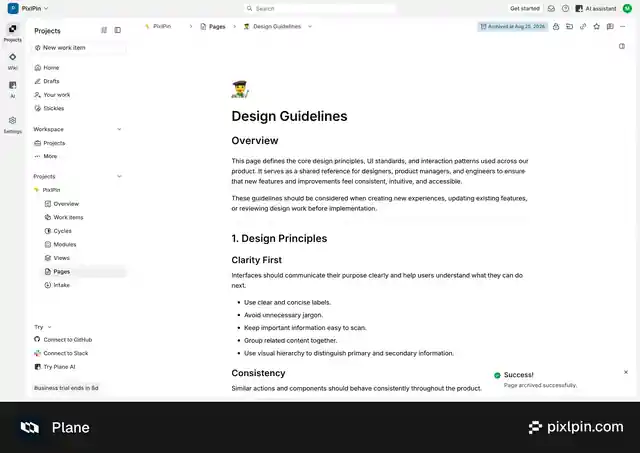 PixlPin
Search
Get started
AI assistant
M
Projects
Wiki
AI
Settings
Projects
New work item
Home
Drafts
Your work
Stickies
Workspace
Projects
More
Projects
PixlPin
Overview
Work items
Cycles
Modules
Views
Pages
Intake
Try
Connect to GitHub
Connect to Slack
Try Plane AI
Business trial ends in 8d
PixlPin
Pages
Design Guidelines
Archived at Aug 25, 2026
Design Guidelines
Overview
This page defines the core design principles, UI standards, and interaction patterns used across our
product. It serves as a shared reference for designers, product managers, and engineers to ensure
that new features and improvements feel consistent, intuitive, and accessible.
These guidelines should be considered when creating new experiences, updating existing features,
or reviewing design work before implementation.
1. Design Principles
Clarity First
Interfaces should communicate their purpose clearly and help users understand what they can do
next.
Use clear and concise labels.
Avoid unnecessary jargon.
Keep important information easy to scan.
Group related content together.
Use visual hierarchy to distinguish primary and secondary information.
Consistency
Similar actions and components should behave consistently throughout the product.
Success!
Page archived successfully.
Plane
pixlpin.com